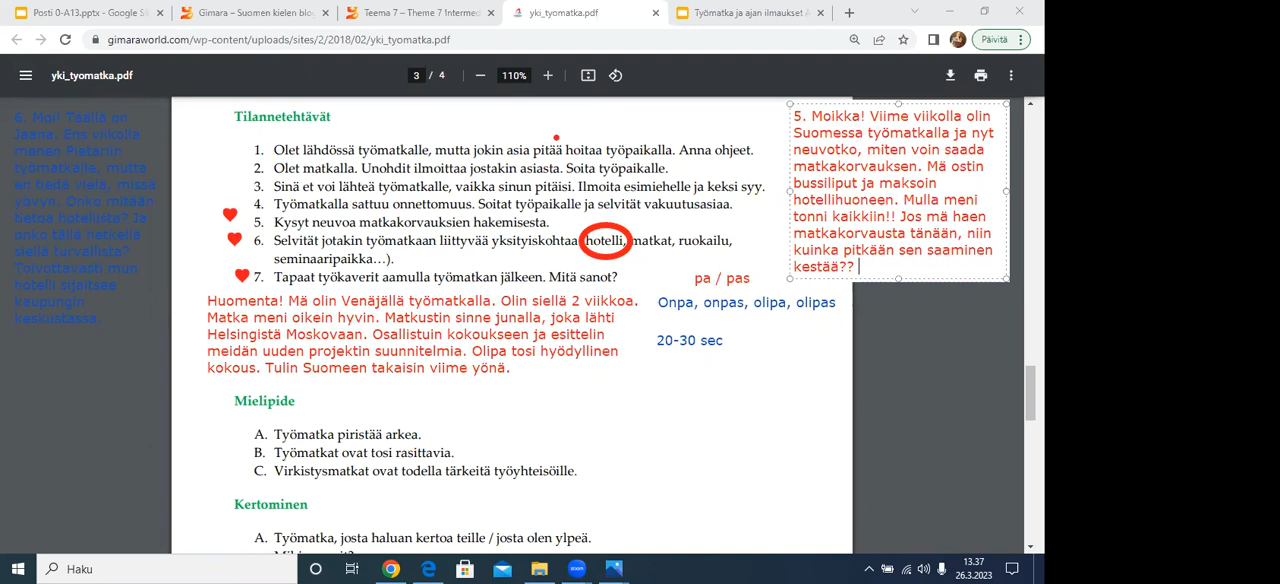 Posti 0-A13.pptx - Google Sl
Gimara – Suomen kielen blog
Teema 7 – Theme 7 Intermed
yki_tyomatka.pdf
Työmatka ja ajan ilmaukset A
gimaraworld.com/wp-content/uploads/sites/2/2018/02/yki_tyomatka.pdf
Päivitä
yki_tyomatka.pdf
3 / 4
110%
6. Moi! Täällä on
Jaana. Ens viikolla
menen Pietariin
työmatkalle, mutta
en tiedä vielä, missä
yövyn. Onko mitään
tietoa hotellista? Ja
onko tällä hetkellä
siellä turvallista?
Toivottavasti mun
hotelli sijaitsee
kaupungin
keskustassa.
Tilannetehtävät
1. Olet lähdössä työmatkalle, mutta jokin asia pitää hoitaa työpaikalla. Anna ohjeet.
2. Olet matkalla. Unohdit ilmoittaa jostakin asiasta. Soita työpaikalle.
3. Sinä et voi lähteä työmatkalle, vaikka sinun pitäisi. Ilmoita esimiehelle ja keksi syy.
4. Työmatkalla sattuu onnettomuus. Soitat työpaikalle ja selvität vakuutusasiaa.
5. Kysyt neuvoa matkakorvauksien hakemisesta.
6. Selvität jotakin työmatkaan liittyvää yksityiskohtaa (hotelli, matkat, ruokailu,
seminaaripaikka…).
7. Tapaat työkaverit aamulla työmatkan jälkeen. Mitä sanot?
Huomenta! Mä olin Venäjällä työmatkalla. Olin siellä 2 viikkoa.
Matka meni oikein hyvin. Matkustin sinne junalla, joka lähti
Helsingistä Moskovaan. Osallistuin kokoukseen ja esittelin
meidän uuden projektin suunnitelmia. Olipa tosi hyödyllinen
kokous. Tulin Suomeen takaisin viime yönä.
pa / pas
Onpa, onpas, olipa, olipas
20-30 sec
5. Moikka! Viime viikolla olin
Suomessa työmatkalla ja nyt
neuvotko, miten voin saada
matkakorvauksen. Mä ostin
bussiliput ja maksoin
hotellihuoneen. Mulla meni
tonni kaikkiin!! Jos mä haen
matkakorvausta tänään, niin
kuinka pitkään sen saaminen
kestää??
Mielipide
A. Työmatka piristää arkea.
B. Työmatkat ovat tosi rasittavia.
C. Virkistysmatkat ovat todella tärkeitä työyhteisöille.
Kertominen
A. Työmatka, josta haluan kertoa teille / josta olen ylpeä.
Haku
zoom
13.37
26.3.2023